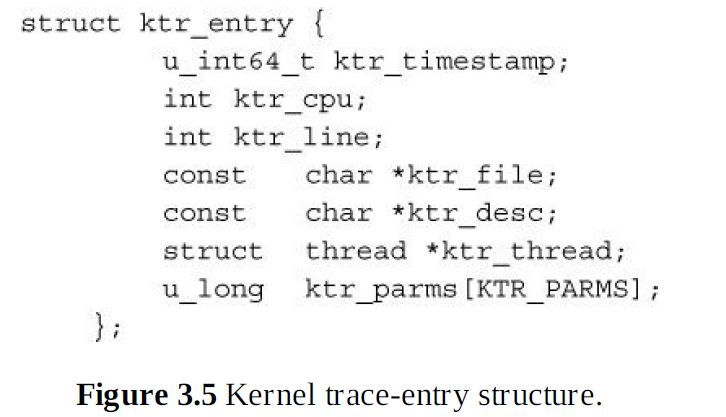 struct ktr_entry {
u_int64_t ktr_timestamp;
int ktr_cpu;
int ktr_line;
const char *ktr_file;
const char *ktr_desc;
struct thread *ktr_thread;
u_long ktr_parms[KTR_PARMS];
};
Figure 3.5 Kernel trace-entry structure.